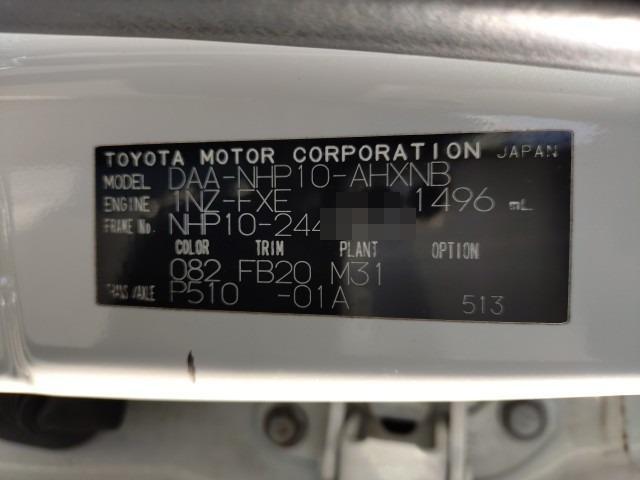 TOYOTA MOTOR CORPORATION JAPAN
MODEL DAA-NHP10-AHXNB
ENGINE 1NZ-FXE 1496 mL
FRAME No. NHP10-244
COLOR TRIM PLANT OPTION
082 FB20 M31
TRANS/AXLE P510 -01A 513